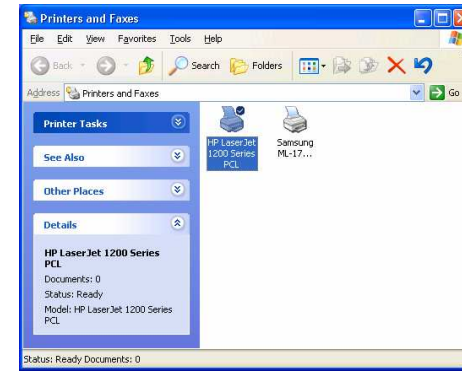 Printers and Faxes
File Edit View Favorites Tools Help
Back Search Folders
Address Printers and Faxes Go
Printer Tasks
See Also
Other Places
Details
HP LaserJet 1200 Series
PCL
Documents: 0
Status: Ready
Model: HP LaserJet 1200 Series
PCL
HP LaserJet
1200 Series
PCL
Samsung
ML-17...
Status: Ready Documents: 0